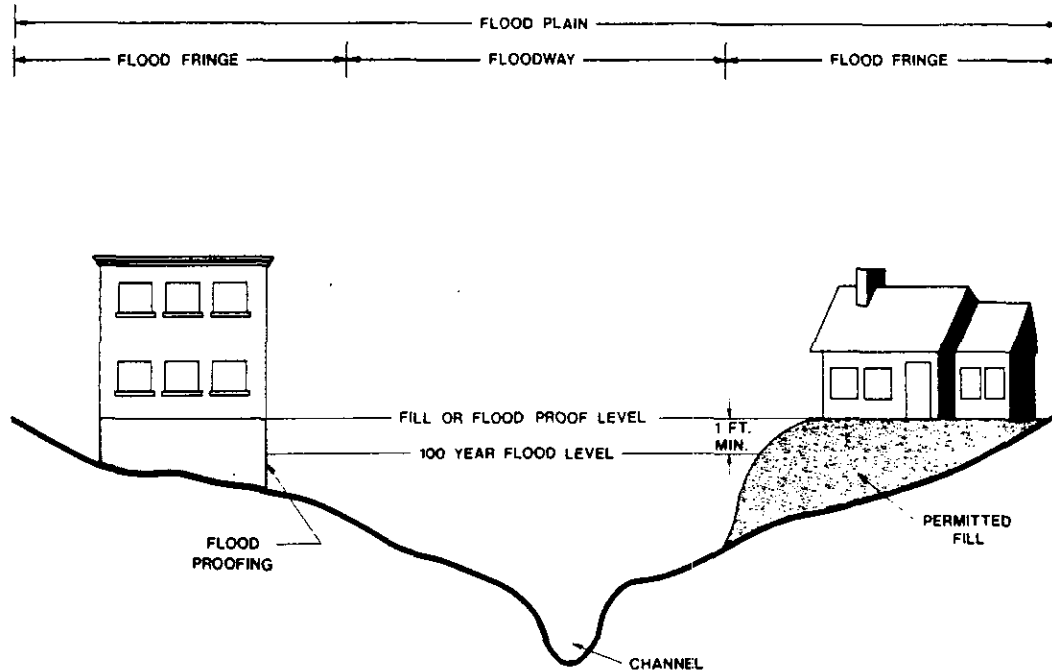 FLOOD PLAIN
FLOOD FRINGE
FLOODWAY
FLOOD FRINGE
FILL OR FLOOD PROOF LEVEL
1 FT.
MIN.
100 YEAR FLOOD LEVEL
FLOOD
PROOFING
PERMITTED
FILL
CHANNEL